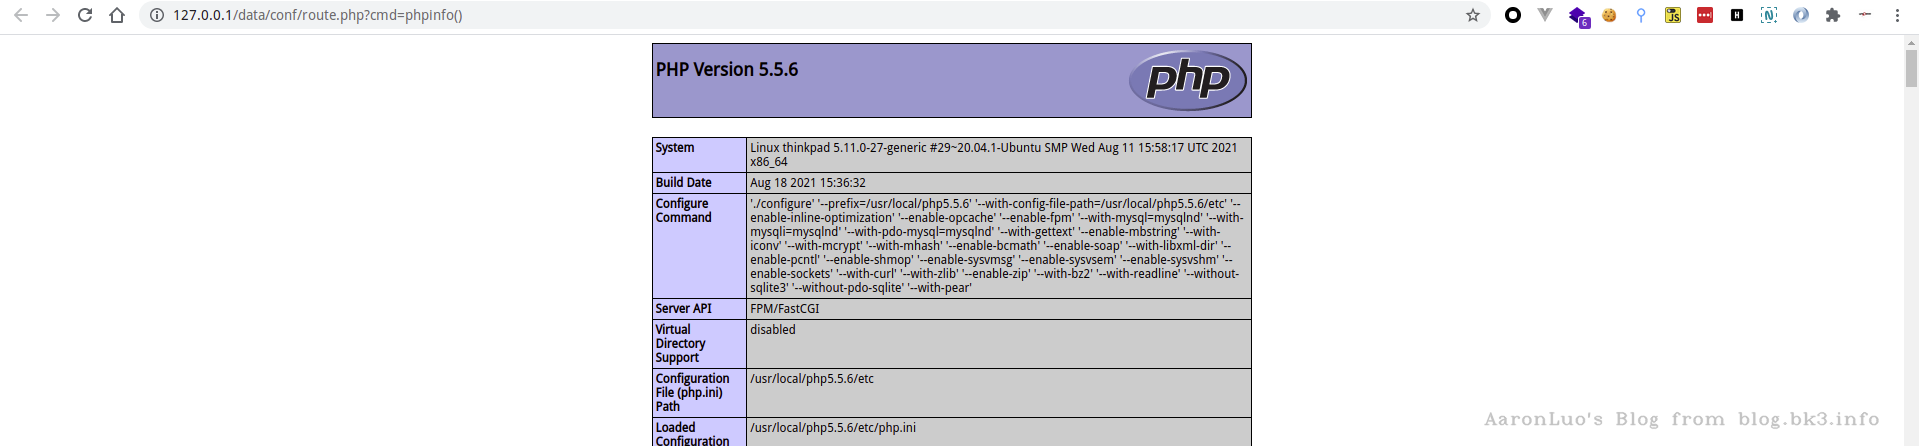 127.0.0.1/data/conf/route.php?cmd=phpinfo()
6
JS
H
N
PHP Version 5.5.6
php
System
Linux thinkpad 5.11.0-27-generic #29~20.04.1-Ubuntu SMP Wed Aug 11 15:58:17 UTC 2021
x86_64
Build Date
Aug 18 2021 15:36:32
Configure
Command
'./configure' '--prefix=/usr/local/php5.5.6' '--with-config-file-path=/usr/local/php5.5.6/etc' '--
enable-inline-optimization' '--enable-opcache' '--enable-fpm' '--with-mysql=mysqlnd' '--with-
mysqli=mysqlnd' '--with-pdo-mysql=mysqlnd' '--with-gettext' '--enable-mbstring' '--with-
iconv' '--with-mcrypt' '--with-mhash' '--enable-bcmath' '--enable-soap' '--with-libxml-dir' '--
enable-pcntl' '--enable-shmop' '--enable-sysvmsg' '--enable-sysvsem' '--enable-sysvshm' '--
enable-sockets' '--with-curl' '--with-zlib' '--enable-zip' '--with-bz2' '--with-readline' '--without-
sqlite3' '--without-pdo-sqlite' '--with-pear'
Server API
FPM/FastCGI
Virtual
Directory
Support
disabled
Configuration
File (php.ini)
Path
/usr/local/php5.5.6/etc
Loaded
Configuration
/usr/local/php5.5.6/etc/php.ini
AaronLuo's Blog from blog.bk3.info